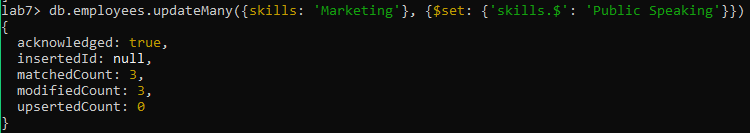 lab7> db.employees.updateMany({skills: 'Marketing'}, {$set: {'skills.$': 'Public Speaking'}})
{
  acknowledged: true,
  insertedId: null,
  matchedCount: 3,
  modifiedCount: 3,
  upsertedCount: 0
}